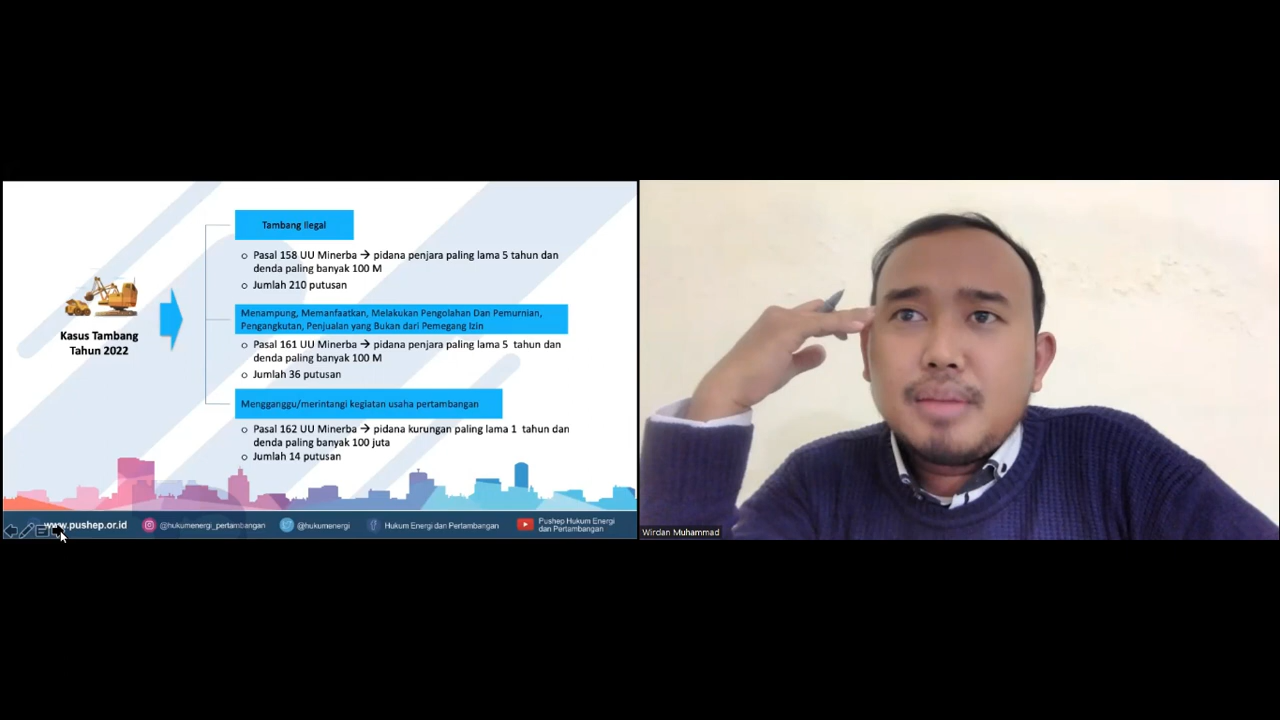 Tambang Ilegal
Pasal 158 UU Minerba → pidana penjara paling lama 5 tahun dan
denda paling banyak 100 M
Jumlah 210 putusan
Kasus Tambang
Tahun 2022
Menampung, Memanfaatkan, Melakukan Pengolahan Dan Pemurnian,
Pengangkutan, Penjualan yang Bukan dari Pemegang Izin
Pasal 161 UU Minerba → pidana penjara paling lama 5 tahun dan
denda paling banyak 100 M
Jumlah 36 putusan
Mengganggu/merintangi kegiatan usaha pertambangan
Pasal 162 UU Minerba → pidana kurungan paling lama 1 tahun dan
denda paling banyak 100 juta
Jumlah 14 putusan
www.pushep.or.id
@hukumenergi_pertambangan
@hukumenergi
Hukum Energi dan Pertambangan
Pushep Hukum Energi
dan Pertambangan
Wirdan Muhammad